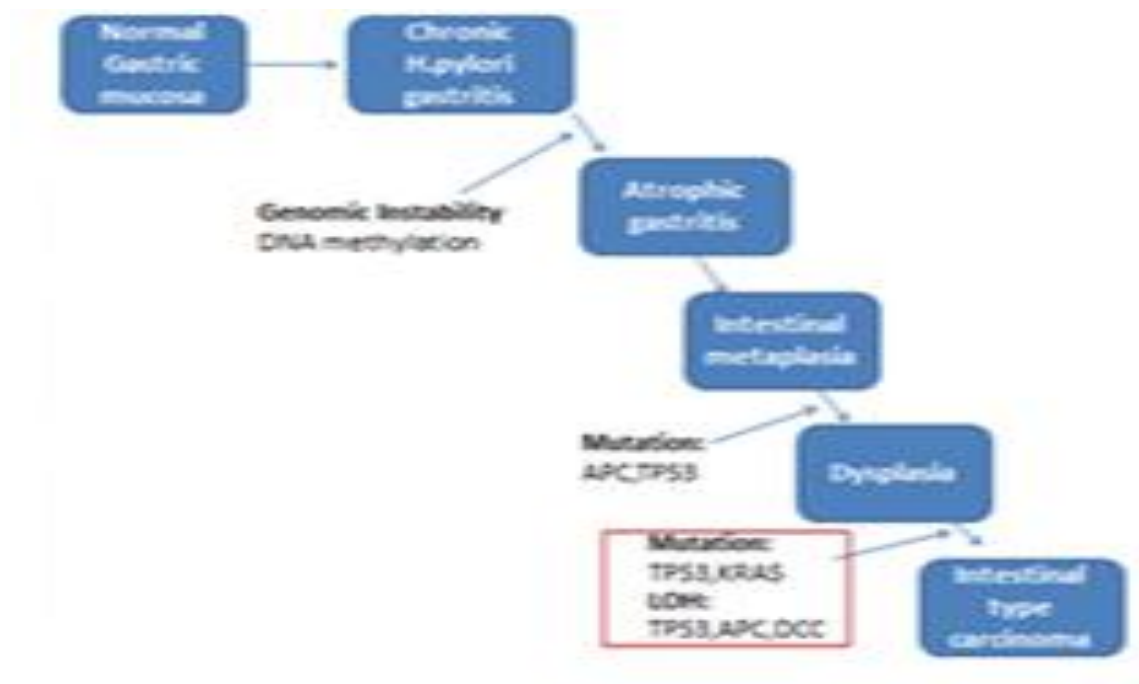 Normal
Gastric
mucosa
Chronic
H.pylori
gastritis
Genomic Instability
DNA methylation
Atrophic
gastritis
Intestinal
metaplasia
Mutation:
APC,TP53
Dysplasia
Mutation:
TP53,KRAS
LOH:
TP53,APC,DCC
Intestinal
Type
carcinoma